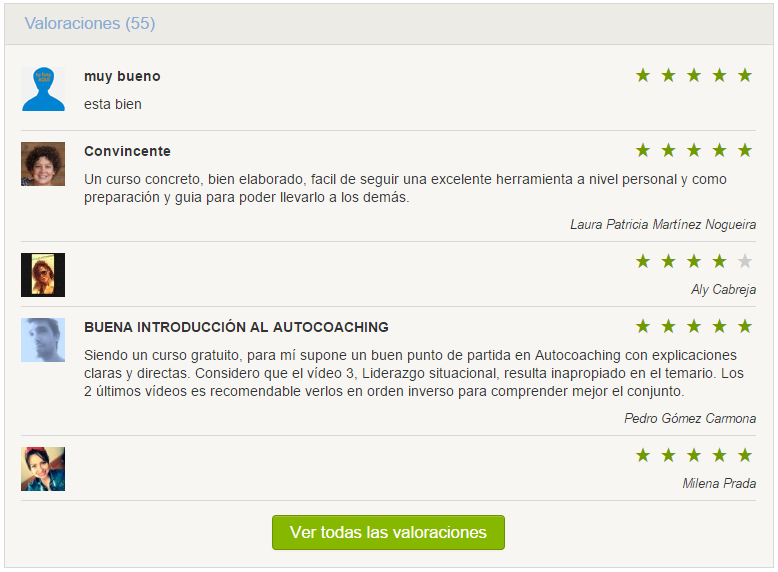 Valoraciones (55)
muy bueno
esta bien
Convincente
Un curso concreto, bien elaborado, facil de seguir una excelente herramienta a nivel personal y como
preparación y guia para poder llevarlo a los demás.
Laura Patricia Martínez Nogueira
Aly Cabreja
BUENA INTRODUCCIÓN AL AUTOCOACHING
Siendo un curso gratuito, para mí supone un buen punto de partida en Autocoaching con explicaciones
claras y directas. Considero que el vídeo 3, Liderazgo situacional, resulta inapropiado en el temario. Los
2 últimos vídeos es recomendable verlos en orden inverso para comprender mejor el conjunto.
Pedro Gómez Carmona
Milena Prada
Ver todas las valoraciones